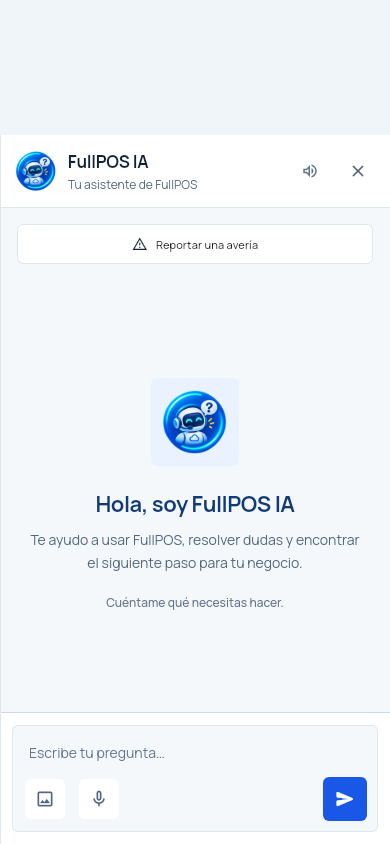 FullPOS IA
Tu asistente de FullPOS
Reportar una avería
?
Hola, soy FullPOS IA
Te ayudo a usar FullPOS, resolver dudas y encontrar
el siguiente paso para tu negocio.
Cuéntame qué necesitas hacer.
Escribe tu pregunta...